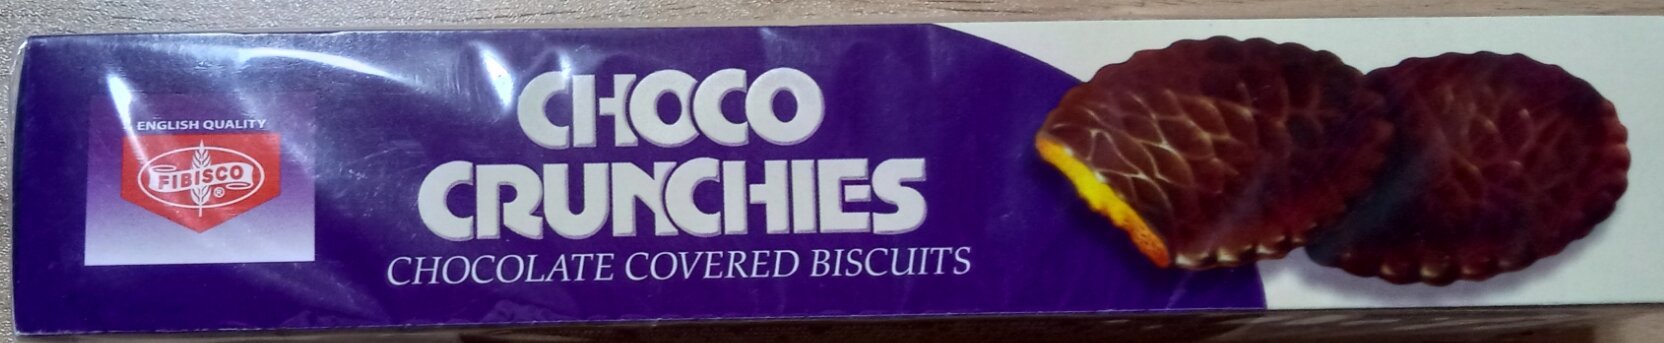 ENGLISH QUALITY
FIBISCO
®
CHOCO
CRUNCHIES
CHOCOLATE COVERED BISCUITS